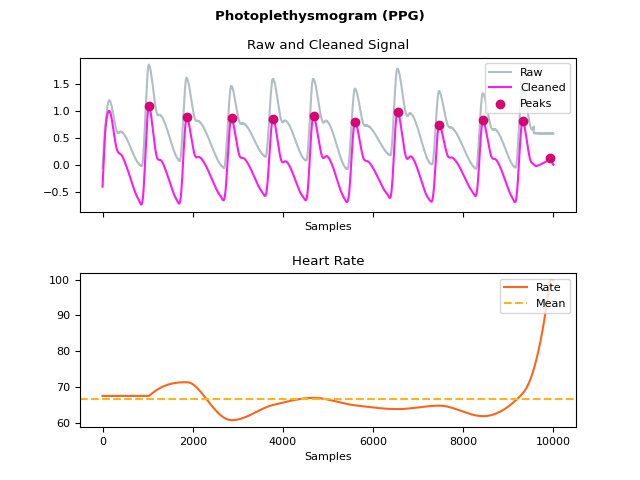 Photoplethysmogram (PPG)
Raw and Cleaned Signal
Raw
Cleaned
Peaks
1.5
1.0
0.5
0.0
−0.5
Samples
Heart Rate
Rate
Mean
100
90
80
70
60
0 2000 4000 6000 8000 10000
Samples